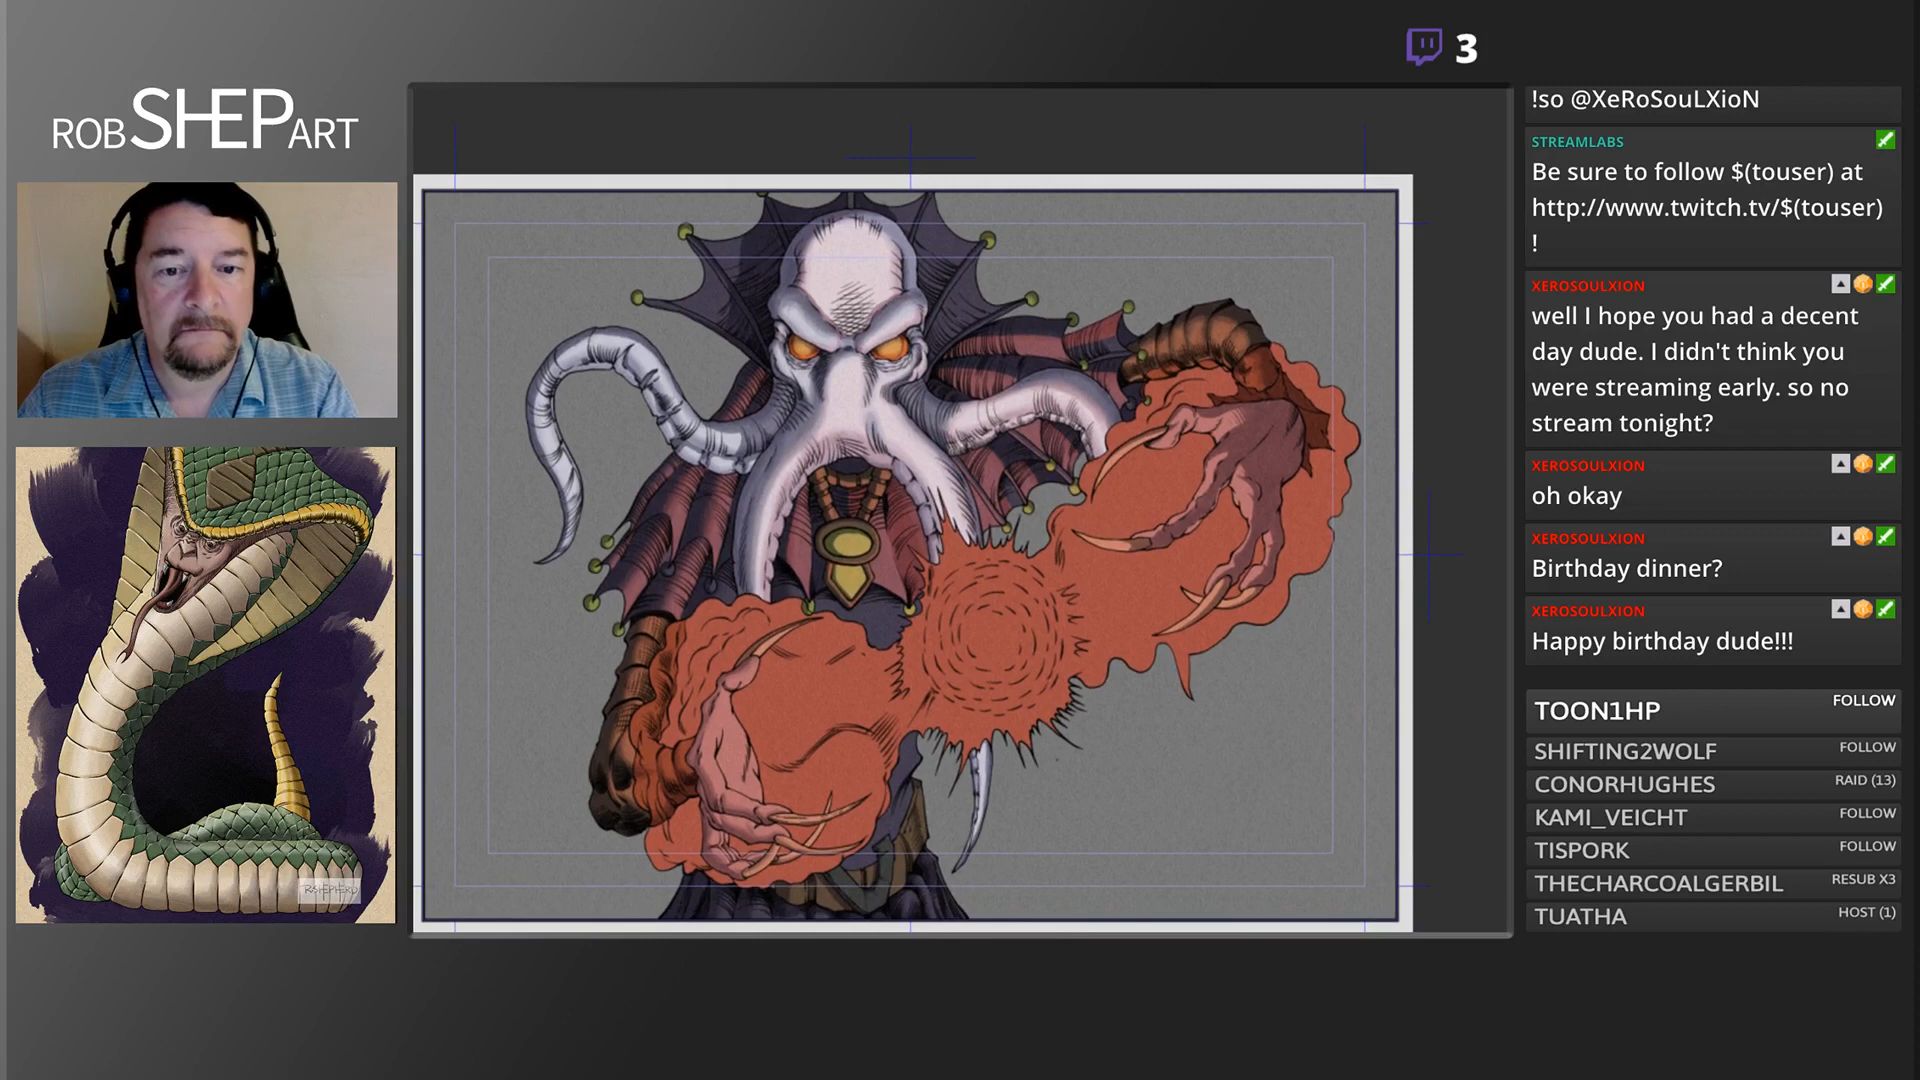 3
ROB SHEP ART
!so @XeRoSouLXioN
STREAMLABS
Be sure to follow $(touser) at
http://www.twitch.tv/$(touser)
!
XEROSOULXION
well I hope you had a decent
day dude. I didn't think you
were streaming early. so no
stream tonight?
XEROSOULXION
oh okay
XEROSOULXION
Birthday dinner?
XEROSOULXION
Happy birthday dude!!!
TOON1HP FOLLOW
SHIFTING2WOLF FOLLOW
CONORHUGHES RAID (13)
KAMI_VEICHT FOLLOW
TISPORK FOLLOW
THECHARCOALGERBIL RESUB X3
TUATHA HOST (1)